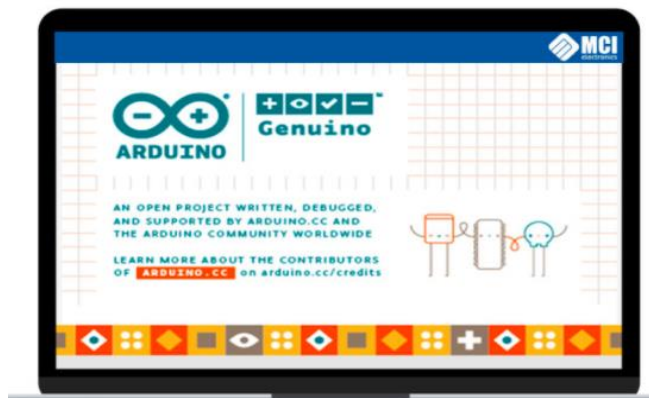 MCI
electronics
ARDUINO
Genuino
AN OPEN PROJECT WRITTEN, DEBUGGED,
AND SUPPORTED BY ARDUINO.CC AND
THE ARDUINO COMMUNITY WORLDWIDE
LEARN MORE ABOUT THE CONTRIBUTORS
OF ARDUINO.CC on arduino.cc/credits